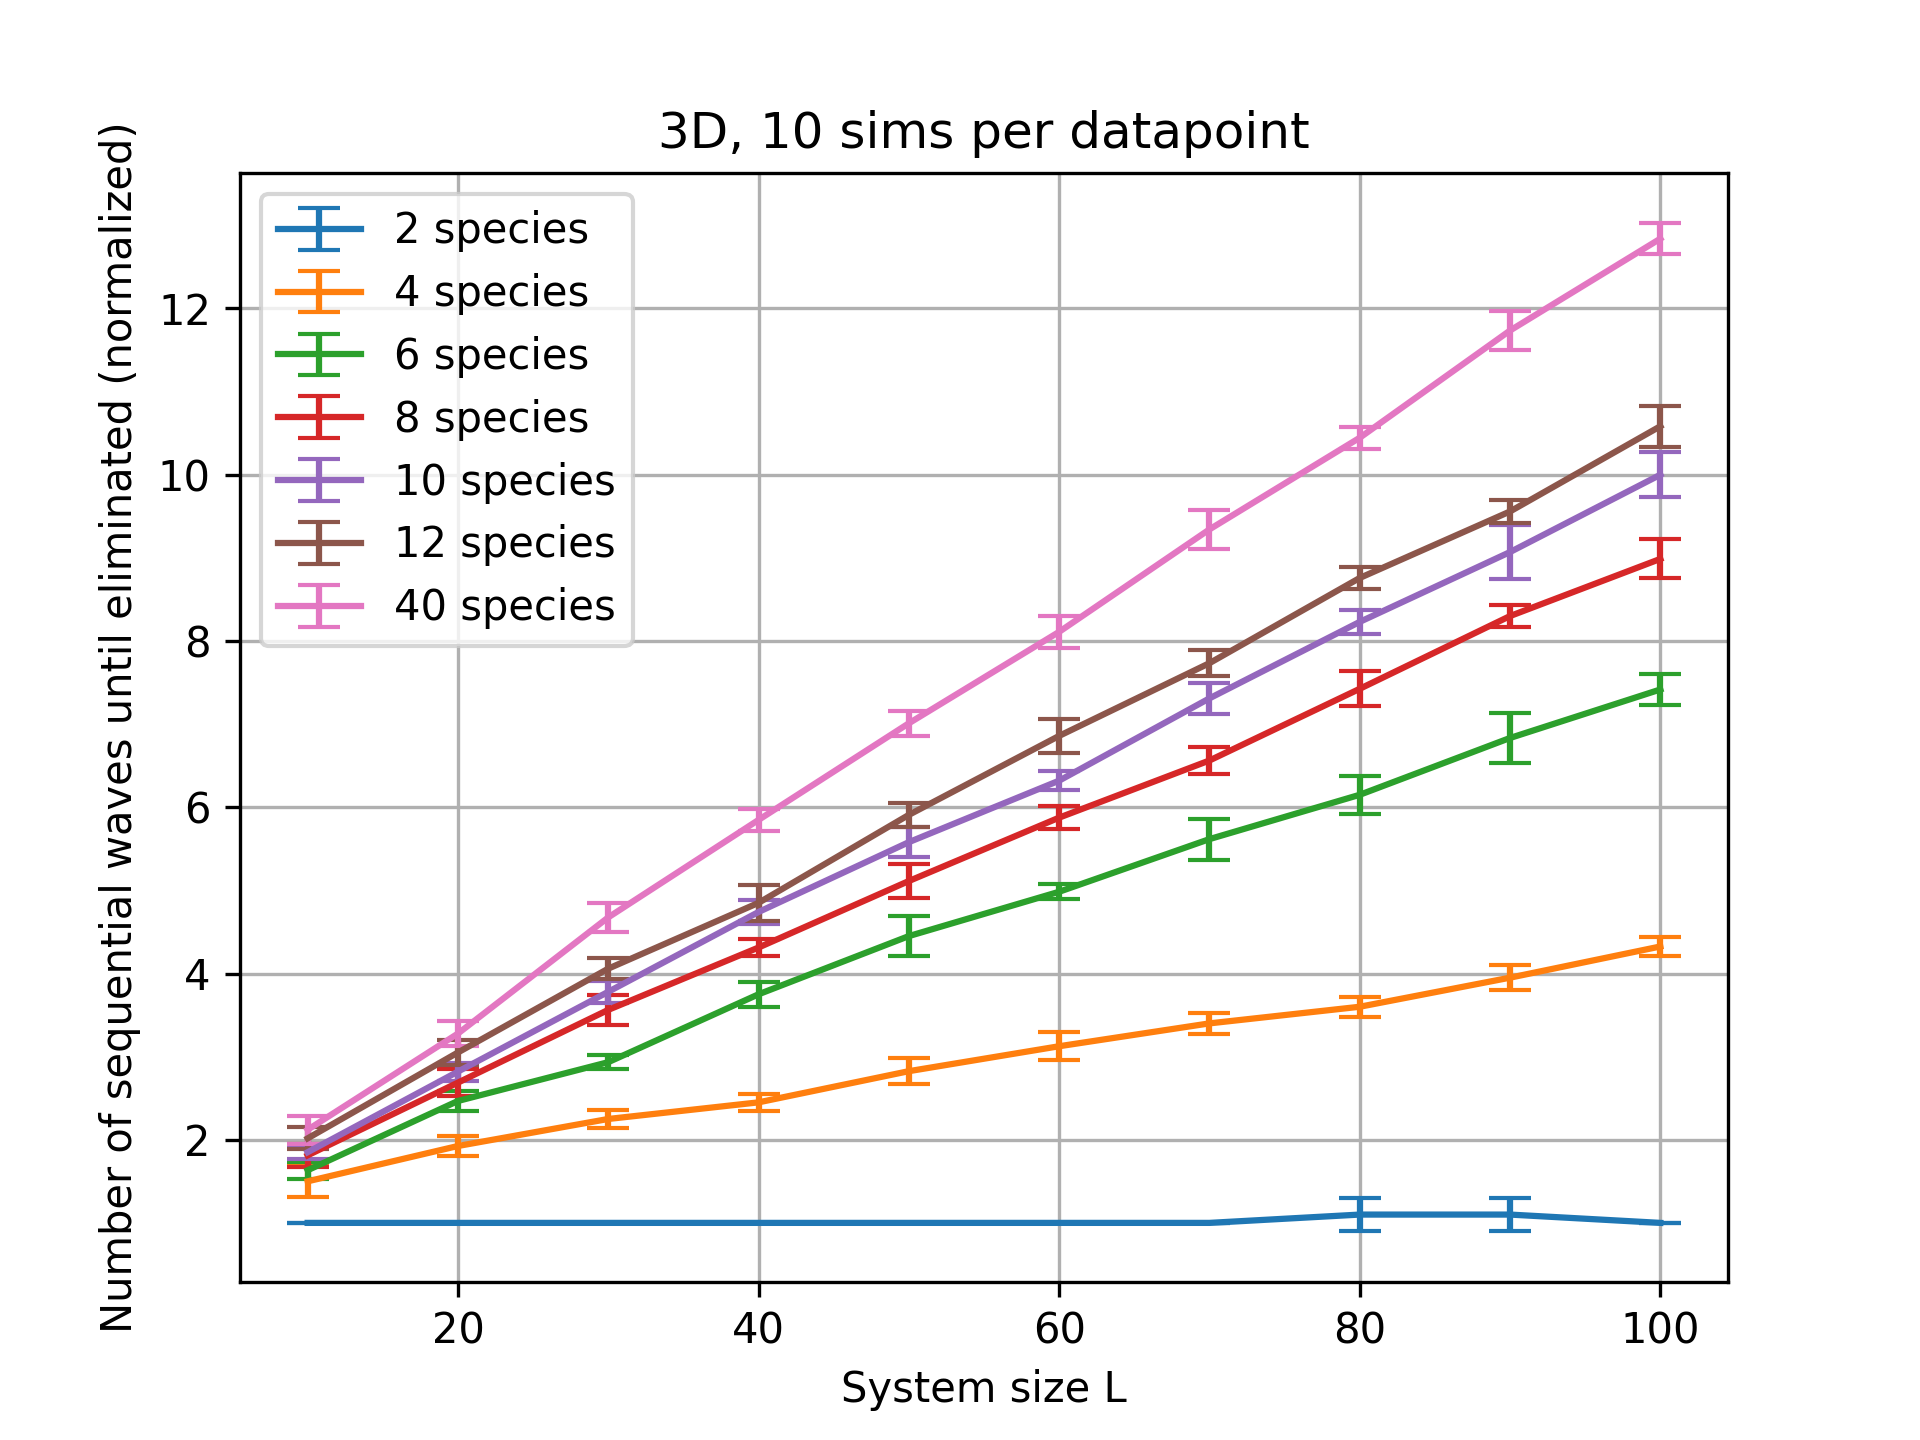 3D, 10 sims per datapoint
Number of sequential waves until eliminated (normalized)
2 species
4 species
6 species
8 species
10 species
12 species
40 species
12
10
8
6
4
2
20 40 60 80 100
System size L